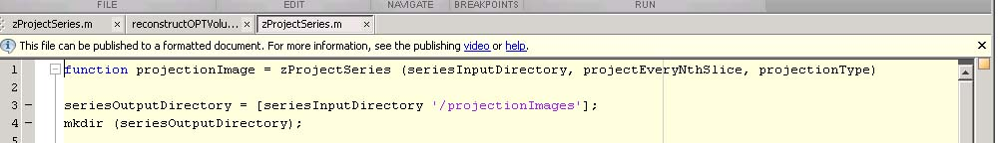 FILE EDIT NAVIGATE BREAKPOINTS RUN
zProjectSeries.m × reconstructOPTVolu... × zProjectSeries.m ×
This file can be published to a formatted document. For more information, see the publishing video or help. ×
1 function projectionImage = zProjectSeries (seriesInputDirectory, projectEveryNthSlice, projectionType)
2
3 – seriesOutputDirectory = [seriesInputDirectory '/projectionImages'];
4 – mkdir (seriesOutputDirectory);
5